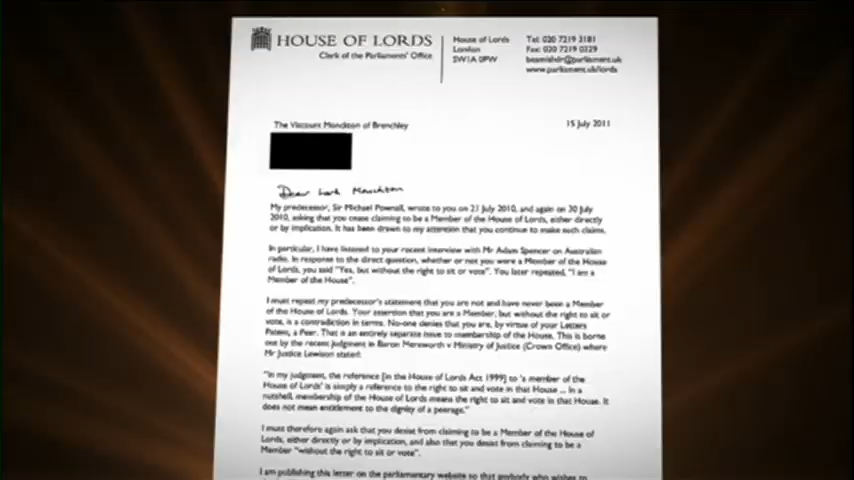 HOUSE OF LORDS
Clerk of the Parliaments' Office
House of Lords
London
SW1A 0PW
Tel: 020 7219 3181
Fax: 020 7219 0329
beamishdr@parliament.uk
www.parliament.uk/lords
The Viscount Monckton of Brenchley
15 July 2011
Dear Lord Monckton
My predecessor, Sir Michael Pownall, wrote to you on 21 July 2010, and again on 30 July
2010, asking that you cease claiming to be a Member of the House of Lords, either directly
or by implication. It has been drawn to my attention that you continue to make such claims.
In particular, I have listened to your recent interview with Mr Adam Spencer on Australian
radio. In response to the direct question, whether or not you were a Member of the House
of Lords, you said "Yes, but without the right to sit or vote". You later repeated, "I am a
Member of the House".
I must repeat my predecessor's statement that you are not and have never been a Member
of the House of Lords. Your assertion that you are a Member, but without the right to sit or
vote, is a contradiction in terms. No-one denies that you are, by virtue of your Letters
Patent, a Peer. That is an entirely separate issue to membership of the House. This is borne
out by the recent judgment in Baron Mereworth v Ministry of Justice (Crown Office) where
Mr Justice Lewison stated:
"In my judgment, the reference [in the House of Lords Act 1999] to 'a member of the
House of Lords' is simply a reference to the right to sit and vote in that House ... In a
nutshell, membership of the House of Lords means the right to sit and vote in that House. It
does not mean entitlement to the dignity of a peerage."
I must therefore again ask that you desist from claiming to be a Member of the House of
Lords, either directly or by implication, and also that you desist from claiming to be a
Member "without the right to sit or vote".
I am publishing this letter on the parliamentary website so that anybody who wishes to